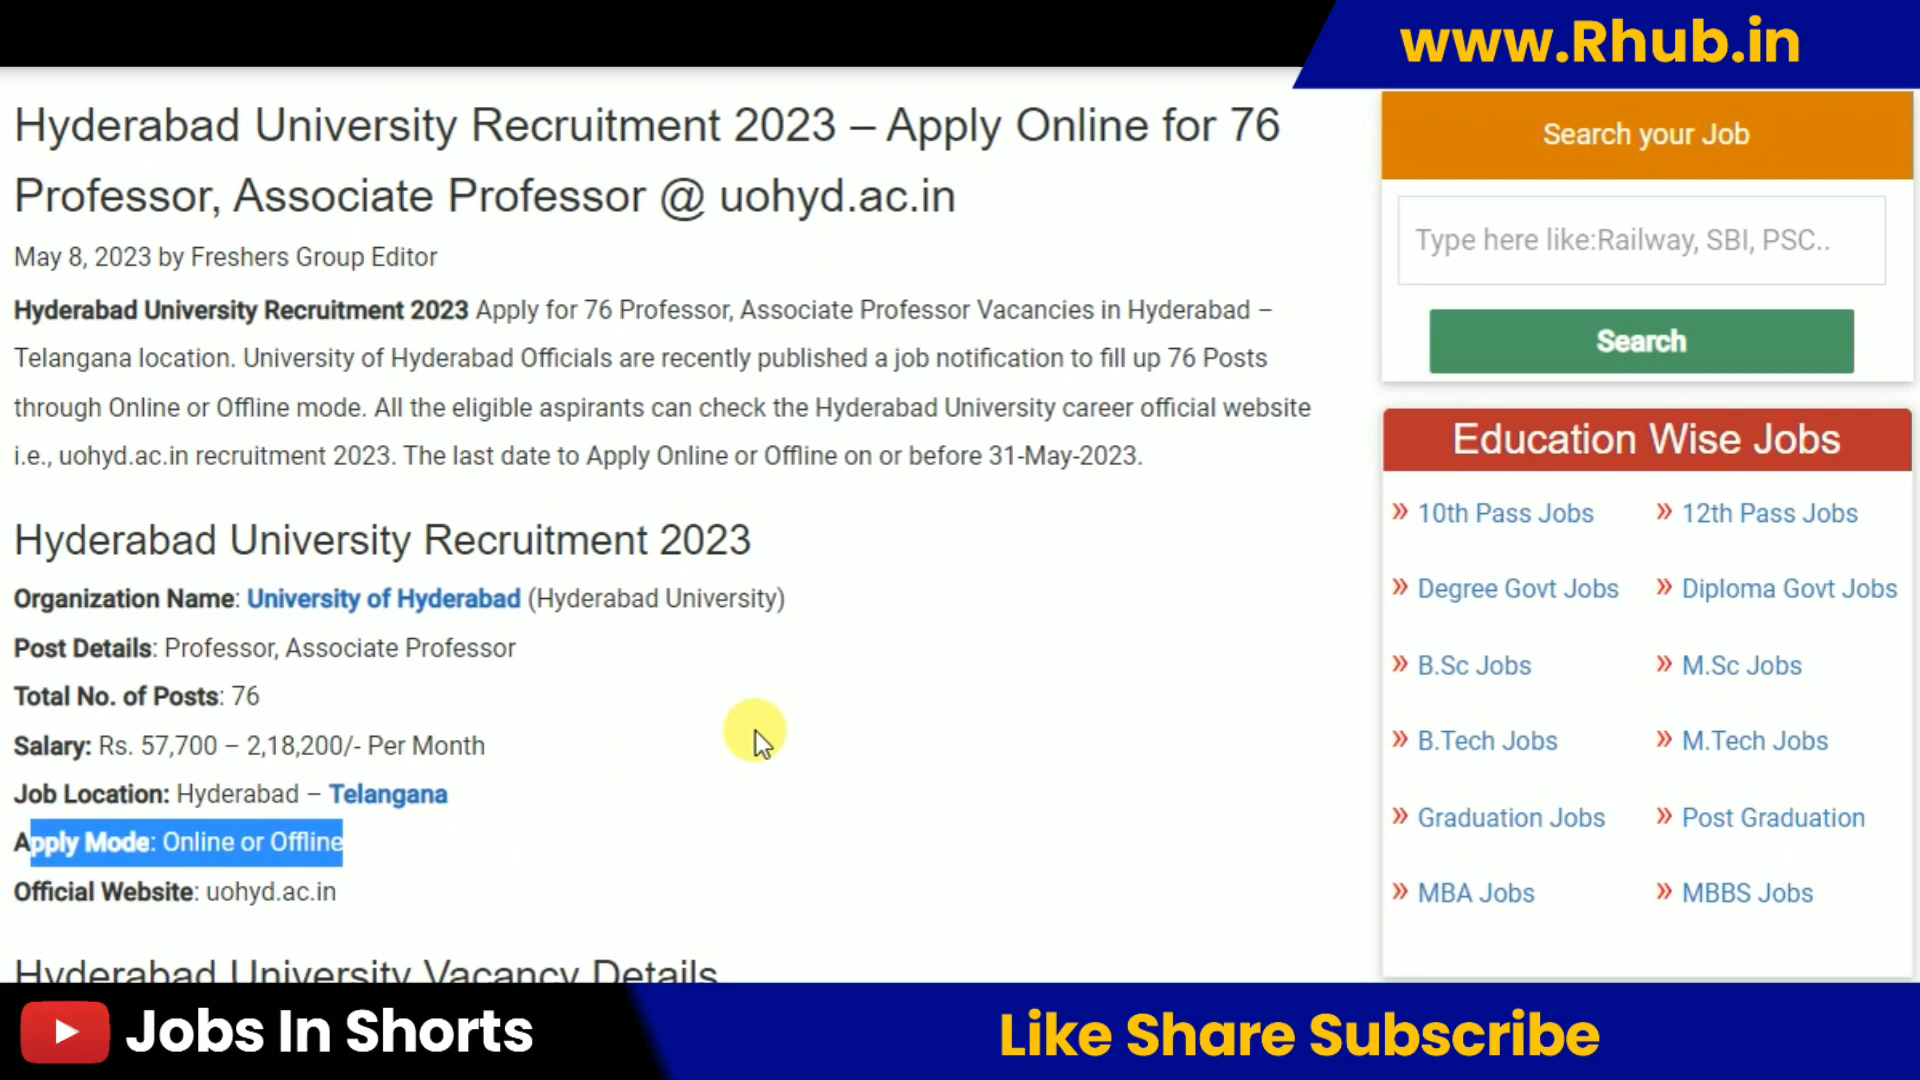 www.Rhub.in
Hyderabad University Recruitment 2023 – Apply Online for 76
Professor, Associate Professor @ uohyd.ac.in
May 8, 2023 by Freshers Group Editor
Hyderabad University Recruitment 2023 Apply for 76 Professor, Associate Professor Vacancies in Hyderabad –
Telangana location. University of Hyderabad Officials are recently published a job notification to fill up 76 Posts
through Online or Offline mode. All the eligible aspirants can check the Hyderabad University career official website
i.e., uohyd.ac.in recruitment 2023. The last date to Apply Online or Offline on or before 31-May-2023.
Hyderabad University Recruitment 2023
Organization Name: University of Hyderabad (Hyderabad University)
Post Details: Professor, Associate Professor
Total No. of Posts: 76
Salary: Rs. 57,700 – 2,18,200/- Per Month
Job Location: Hyderabad – Telangana
Apply Mode: Online or Offline
Official Website: uohyd.ac.in
Hyderabad University Vacancy Details
Search your Job
Type here like:Railway, SBI, PSC..
Search
Education Wise Jobs
» 10th Pass Jobs » 12th Pass Jobs
» Degree Govt Jobs » Diploma Govt Jobs
» B.Sc Jobs » M.Sc Jobs
» B.Tech Jobs » M.Tech Jobs
» Graduation Jobs » Post Graduation
» MBA Jobs » MBBS Jobs
Jobs In Shorts
Like Share Subscribe